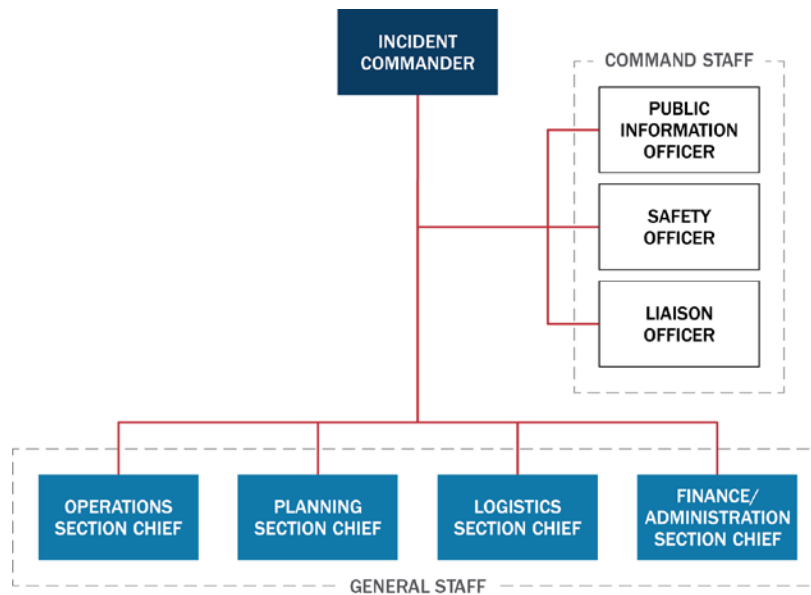 INCIDENT
COMMANDER
COMMAND STAFF
PUBLIC
INFORMATION
OFFICER
SAFETY
OFFICER
LIAISON
OFFICER
OPERATIONS
SECTION CHIEF
PLANNING
SECTION CHIEF
LOGISTICS
SECTION CHIEF
FINANCE/
ADMINISTRATION
SECTION CHIEF
GENERAL STAFF